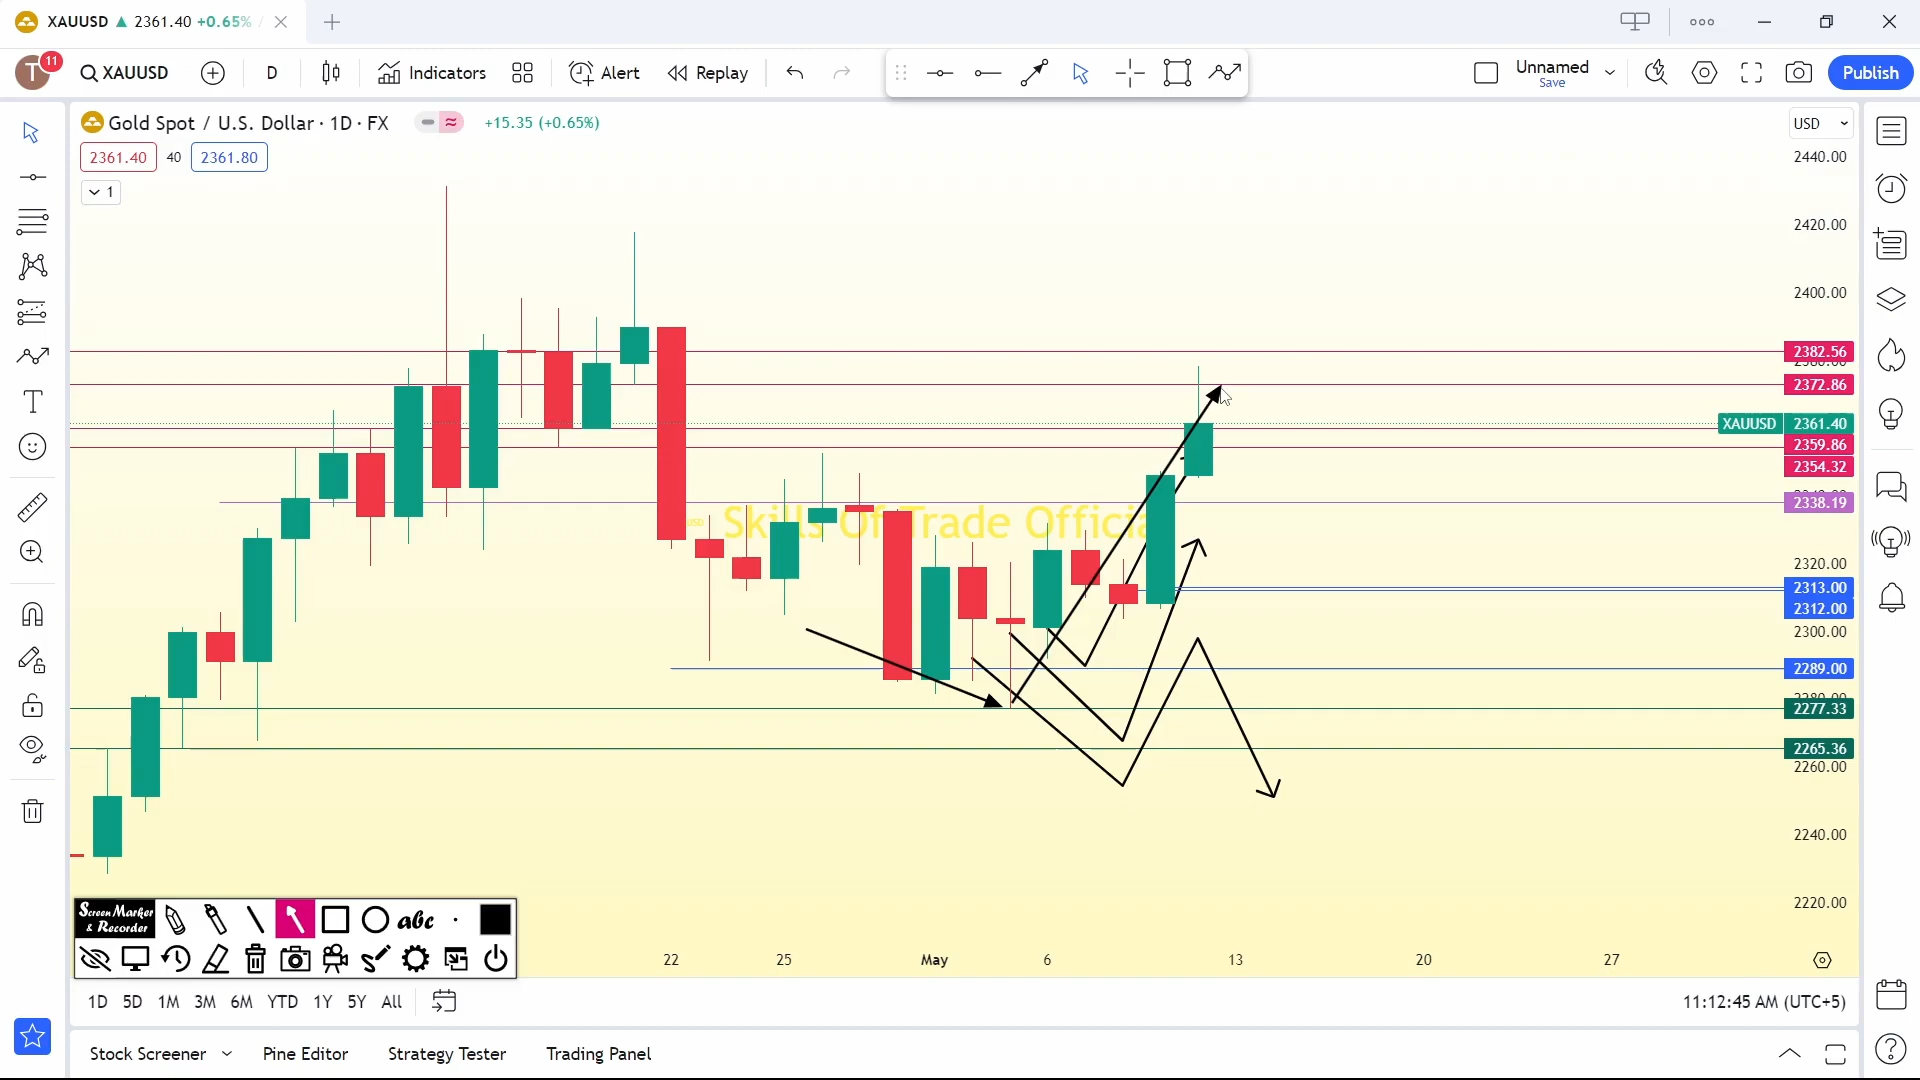 XAUUSD ▲ 2361.40 +0.65% /
T 11 XAUUSD D Indicators Alert Replay Unnamed Save Publish
Gold Spot / U.S. Dollar · 1D · FX +15.35 (+0.65%) USD
2361.40 40 2361.80
1
2440.00
2420.00
2400.00
2382.56
2372.86
XAUUSD 2361.40
2359.86
2354.32
2338.19
Skills Of Trade Officia
2320.00
2313.00
2312.00
2300.00
2289.00
2277.33
2265.36
2260.00
2240.00
2220.00
Screen Marker
& Recorder
abc
22 25 May 6 13 20 27
1D 5D 1M 3M 6M YTD 1Y 5Y All 11:12:45 AM (UTC+5)
Stock Screener Pine Editor Strategy Tester Trading Panel